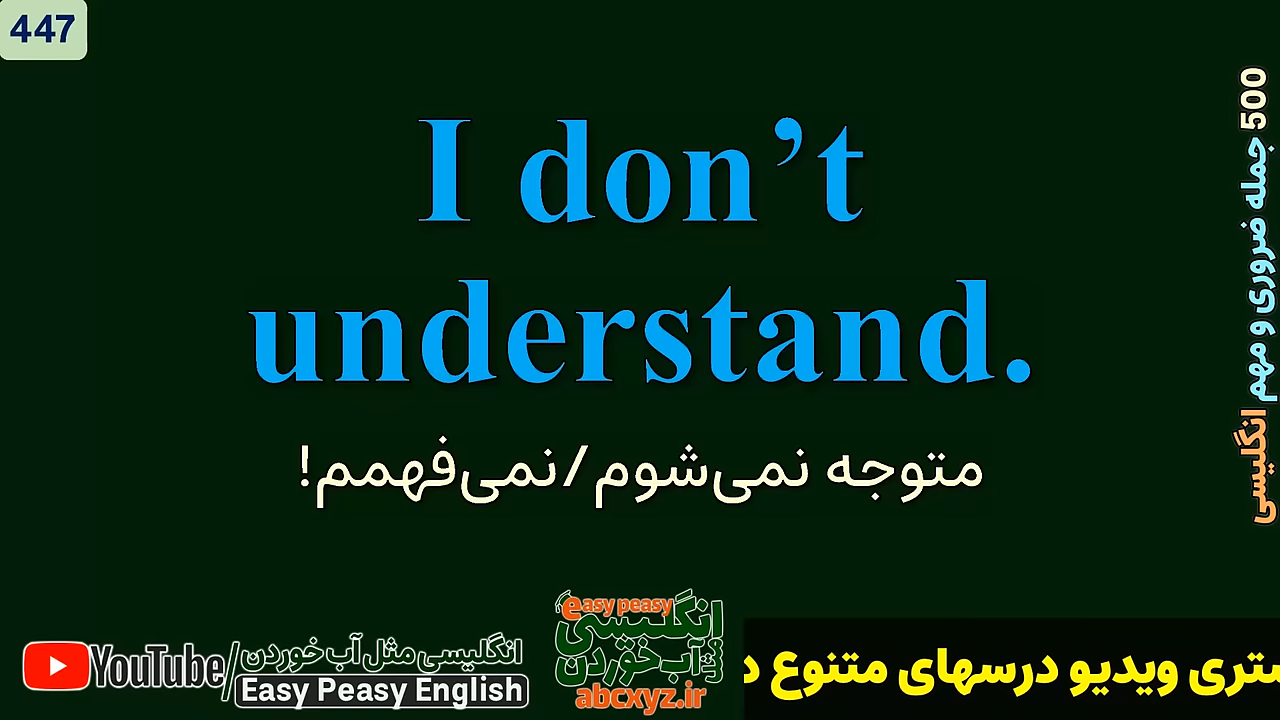 447
I don’t
understand.
متوجه نمی‌شوم/نمی‌فهمم!
500 جمله ضروری و مهم انگلیسی
YouTube/انگلیسی مثل آب خوردن
Easy Peasy English
easy peasy
انگلیسی
مثل آب خوردن
abcxyz.ir
ویدیو درسهای متنوع